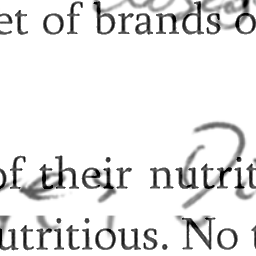 et of brands o
of their nutrit
utritious. No t